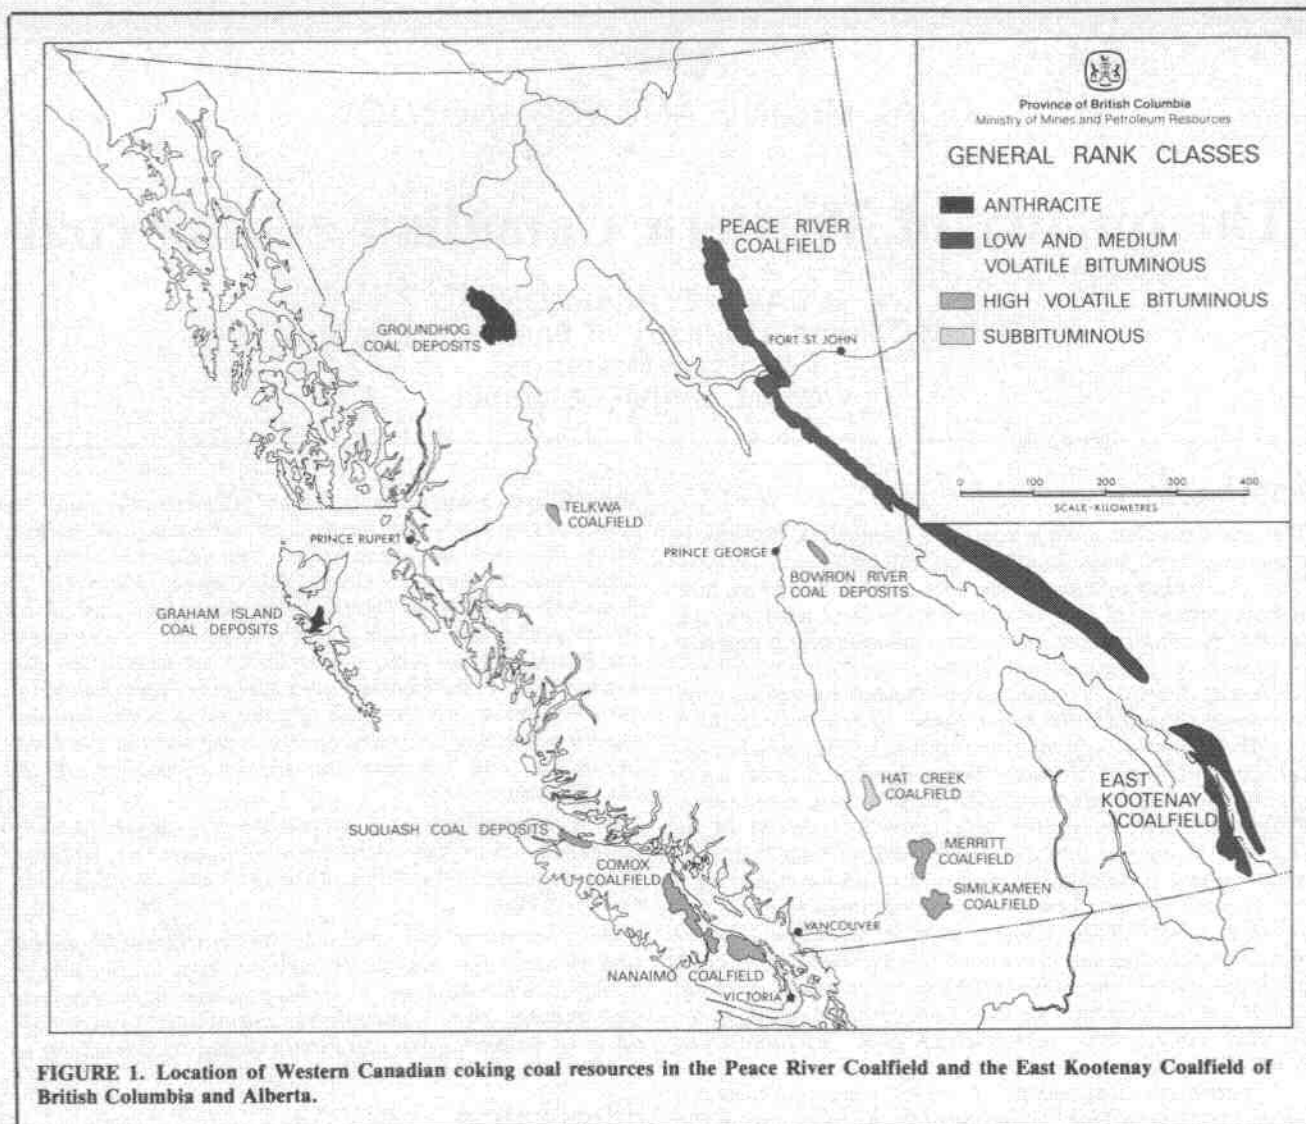 Province of British Columbia
Ministry of Mines and Petroleum Resources
GENERAL RANK CLASSES
ANTHRACITE
LOW AND MEDIUM
VOLATILE BITUMINOUS
HIGH VOLATILE BITUMINOUS
SUBBITUMINOUS
0 100 200 300 400
SCALE - KILOMETRES
PEACE RIVER
COALFIELD
GROUNDHOG
COAL DEPOSITS
FORT ST. JOHN
TELKWA
COALFIELD
PRINCE RUPERT
PRINCE GEORGE
BOWRON RIVER
COAL DEPOSITS
GRAHAM ISLAND
COAL DEPOSITS
HAT CREEK
COALFIELD
EAST
KOOTENAY
COALFIELD
SUQUASH COAL DEPOSITS
COMOX
COALFIELD
MERRITT
COALFIELD
SIMILKAMEEN
COALFIELD
VANCOUVER
NANAIMO COALFIELD
VICTORIA
FIGURE 1. Location of Western Canadian coking coal resources in the Peace River Coalfield and the East Kootenay Coalfield of
British Columbia and Alberta.